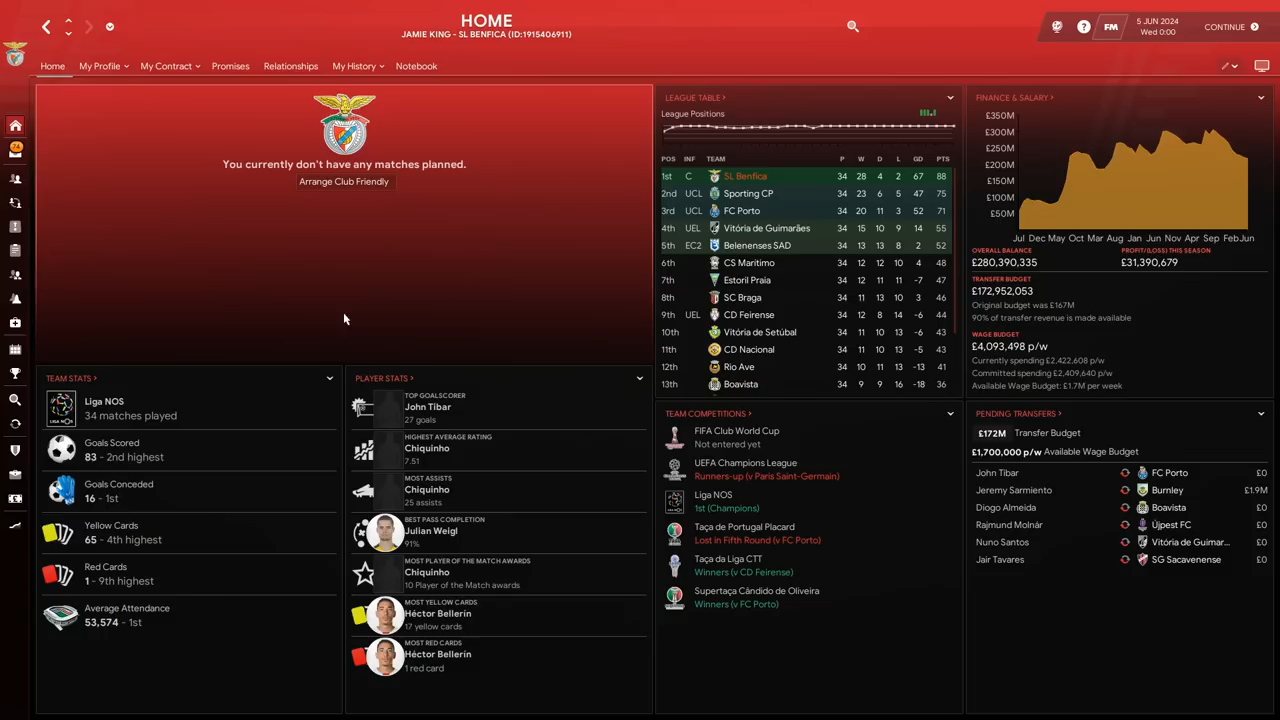 HOME
JAMIE KING - SL BENFICA (ID:1915406911)
FM
5 JUN 2024
Wed 0:00
CONTINUE
Home
My Profile
My Contract
Promises
Relationships
My History
Notebook
74
You currently don't have any matches planned.
Arrange Club Friendly
LEAGUE TABLE >
League Positions
POS INF TEAM P W D L GD PTS
1st C SL Benfica 34 28 4 2 67 88
2nd UCL Sporting CP 34 23 6 5 47 75
3rd UCL FC Porto 34 20 11 3 52 71
4th UEL Vitória de Guimarães 34 15 10 9 14 55
5th EC2 Belenenses SAD 34 13 13 8 2 52
6th CS Marítimo 34 12 12 10 4 48
7th Estoril Praia 34 12 11 11 -7 47
8th SC Braga 34 11 13 10 3 46
9th UEL CD Feirense 34 12 8 14 -6 44
10th Vitória de Setúbal 34 11 10 13 -6 43
11th CD Nacional 34 11 10 13 -5 43
12th Rio Ave 34 11 8 15 -13 41
13th Boavista 34 9 9 16 -18 36
FINANCE & SALARY >
£350M
£300M
£250M
£200M
£150M
£100M
£50M
Jul Dec May Oct Mar Aug Jan Jun Nov Apr Sep Feb Jun
OVERALL BALANCE
£280,390,335
PROFIT/(LOSS) THIS SEASON
£31,390,679
TRANSFER BUDGET
£172,952,053
Original budget was £167M
90% of transfer revenue is made available
WAGE BUDGET
£4,093,498 p/w
Currently spending £2,422,608 p/w
Committed spending £2,409,640 p/w
Available Wage Budget: £1.7M per week
TEAM STATS >
Liga NOS
34 matches played
Goals Scored
83 - 2nd highest
Goals Conceded
16 - 1st
Yellow Cards
65 - 4th highest
Red Cards
1 - 9th highest
Average Attendance
53,574 - 1st
PLAYER STATS >
TOP GOALSCORER
John Tibar
27 goals
HIGHEST AVERAGE RATING
Chiquinho
7.51
MOST ASSISTS
Chiquinho
25 assists
BEST PASS COMPLETION
Julian Weigl
91%
MOST PLAYER OF THE MATCH AWARDS
Chiquinho
10 Player of the Match awards
MOST YELLOW CARDS
Héctor Bellerín
17 yellow cards
MOST RED CARDS
Héctor Bellerín
1 red card
TEAM COMPETITIONS >
FIFA Club World Cup
Not entered yet
UEFA Champions League
Runners-up (v Paris Saint-Germain)
Liga NOS
1st (Champions)
Taça de Portugal Placard
Lost in Fifth Round (v FC Porto)
Taça da Liga CTT
Winners (v CD Feirense)
Supertaça Cândido de Oliveira
Winners (v FC Porto)
PENDING TRANSFERS >
£172M Transfer Budget
£1,700,000 p/w Available Wage Budget
John Tibar FC Porto £0
Jeremy Sarmiento Burnley £1.9M
Diogo Almeida Boavista £0
Rajmund Molnár Újpest FC £0
Nuno Santos Vitória de Guimar... £0
Jair Tavares SG Sacavenense £0